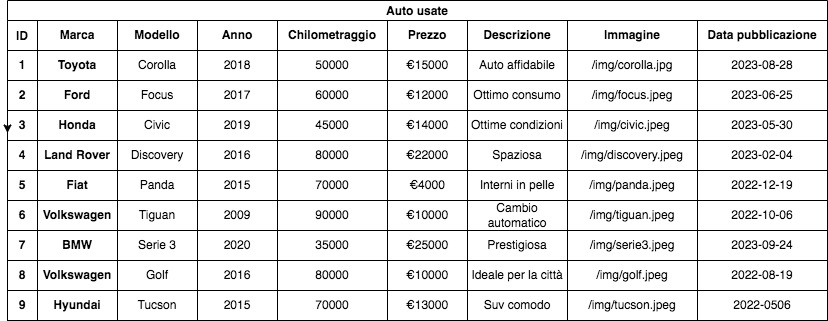 Auto usate
ID Marca Modello Anno Chilometraggio Prezzo Descrizione Immagine Data pubblicazione
1 Toyota Corolla 2018 50000 €15000 Auto affidabile /img/corolla.jpg 2023-08-28
2 Ford Focus 2017 60000 €12000 Ottimo consumo /img/focus.jpeg 2023-06-25
3 Honda Civic 2019 45000 €14000 Ottime condizioni /img/civic.jpeg 2023-05-30
4 Land Rover Discovery 2016 80000 €22000 Spaziosa /img/discovery.jpeg 2023-02-04
5 Fiat Panda 2015 70000 €4000 Interni in pelle /img/panda.jpeg 2022-12-19
6 Volkswagen Tiguan 2009 90000 €10000 Cambio automatico /img/tiguan.jpeg 2022-10-06
7 BMW Serie 3 2020 35000 €25000 Prestigiosa /img/serie3.jpeg 2023-09-24
8 Volkswagen Golf 2016 80000 €10000 Ideale per la città /img/golf.jpeg 2022-08-19
9 Hyundai Tucson 2015 70000 €13000 Suv comodo /img/tucson.jpeg 2022-0506